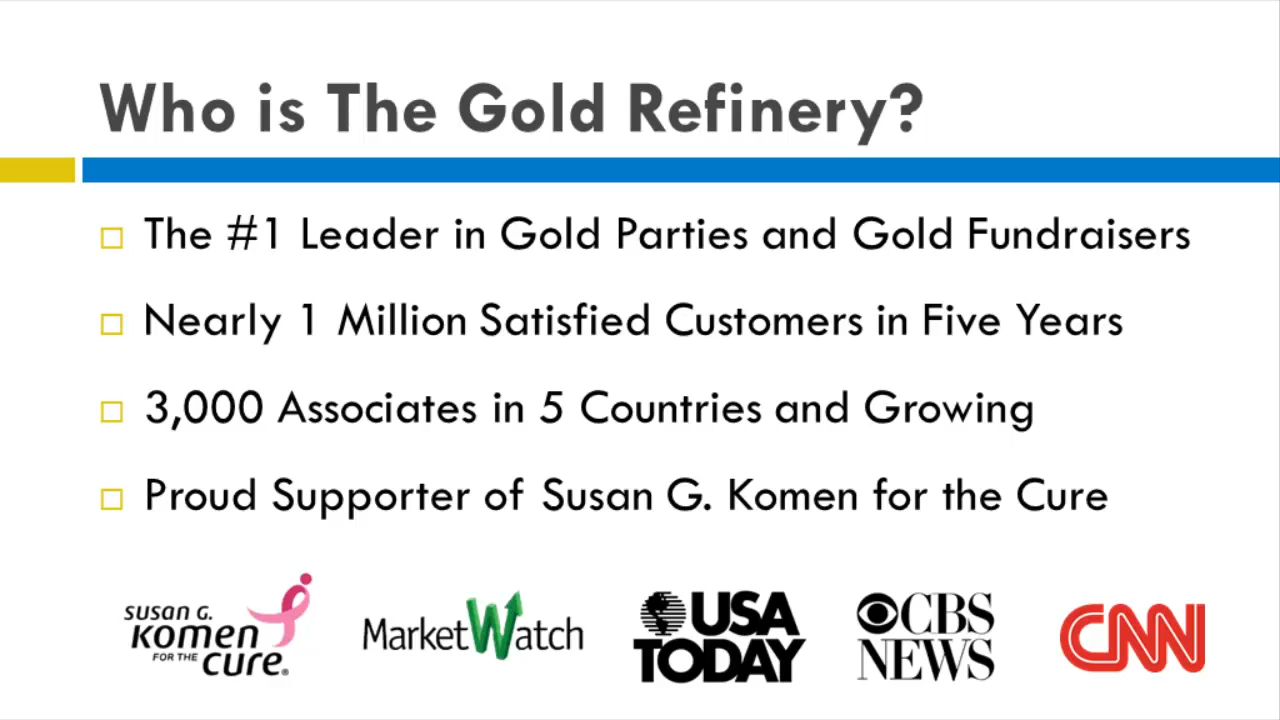 Who is The Gold Refinery?
The #1 Leader in Gold Parties and Gold Fundraisers
Nearly 1 Million Satisfied Customers in Five Years
3,000 Associates in 5 Countries and Growing
Proud Supporter of Susan G. Komen for the Cure
susan G.
komen
FOR THE cure®
MarketWatch
USA
TODAY
CBS
NEWS
CNN